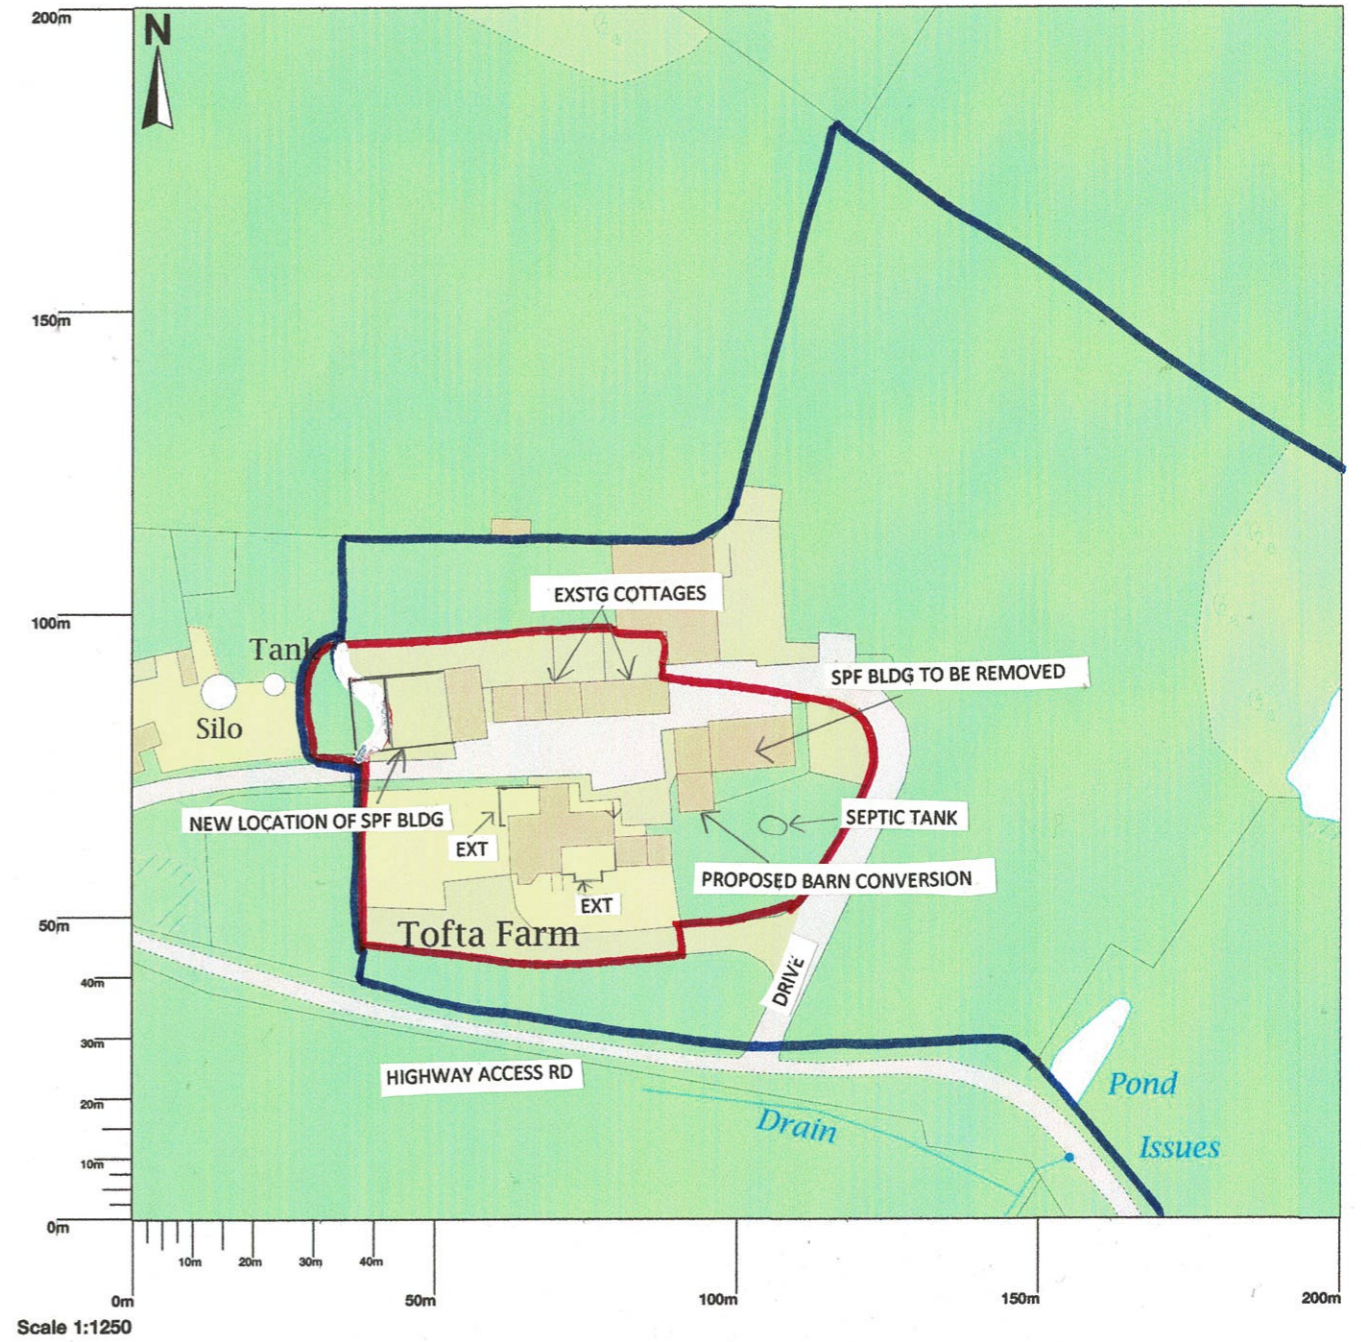 200m
N
150m
100m
EXSTG COTTAGES
Tank
SPF BLDG TO BE REMOVED
Silo
NEW LOCATION OF SPF BLDG
SEPTIC TANK
EXT
PROPOSED BARN CONVERSION
EXT
50m
Tofta Farm
40m
DRIVE
30m
HIGHWAY ACCESS RD
Pond
20m
Drain
Issues
10m
0m
10m 20m 30m 40m
0m 50m 100m 150m 200m
Scale 1:1250